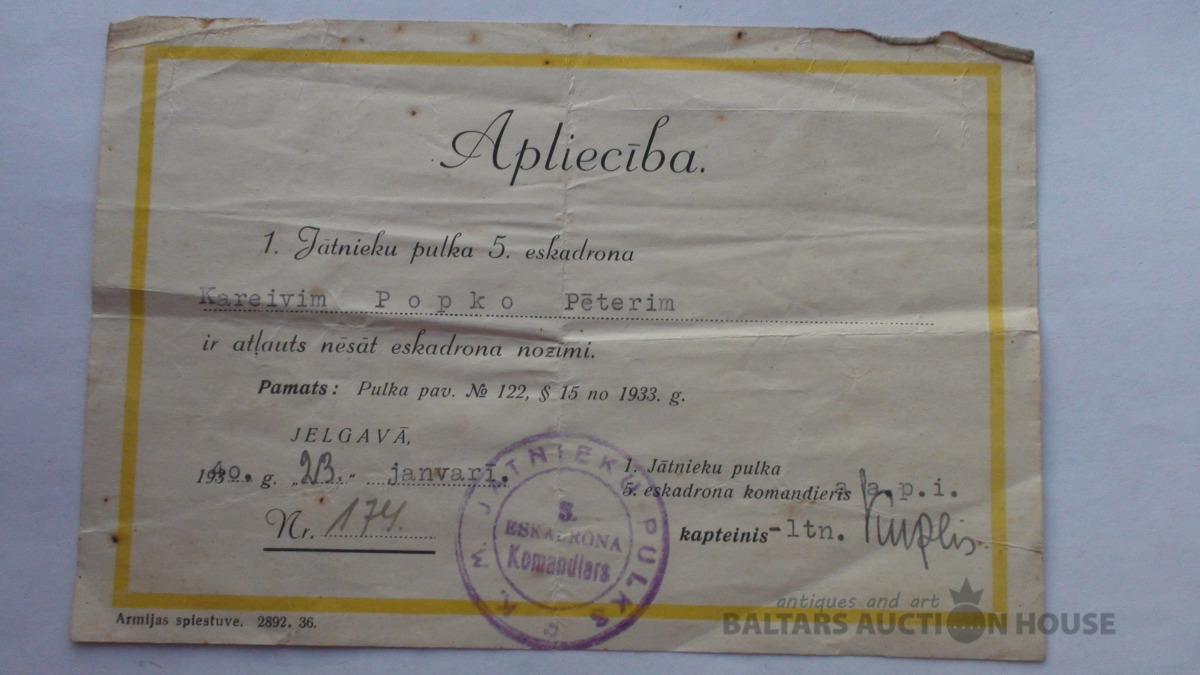 Apliecība.
1. Jātnieku pulka 5. eskadrona
Kareivim Popko Pēterim
ir atļauts nēsāt eskadrona nozīmi.
Pamats: Pulka pav. № 122, § 15 no 1933. g.
JELGAVĀ,
1940. g. „23.“ janvarī.
Nr. 174.
1. Jātnieku pulka
5. eskadrona komandieris
p.i.
kapteinis-ltn.
JĀTNIEKU PULKS
ESKADRONA
Komandiers
Armijas spiestuve. 2892. 36.
antiques and art
BALTARS AUCTION HOUSE